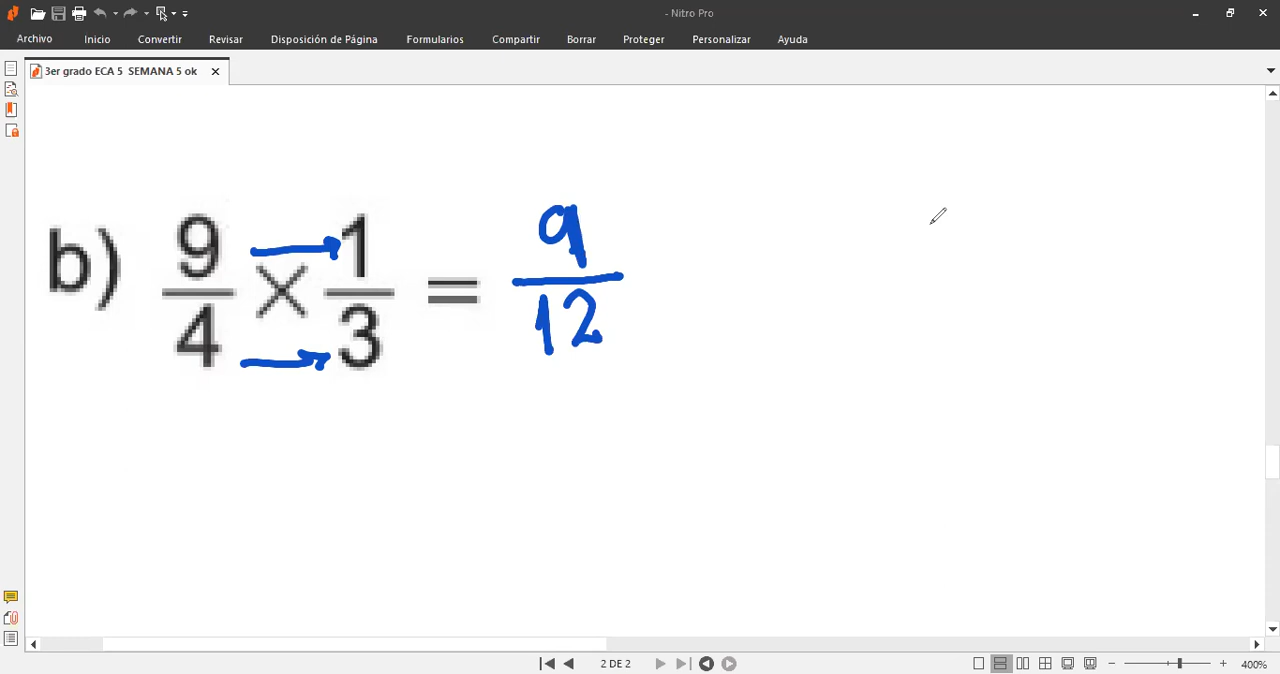 - Nitro Pro
Archivo Inicio Convertir Revisar Disposición de Página Formularios Compartir Borrar Proteger Personalizar Ayuda
3er grado ECA 5 SEMANA 5 ok
b) 9/4 × 1/3 = 9/12
2 DE 2
400%